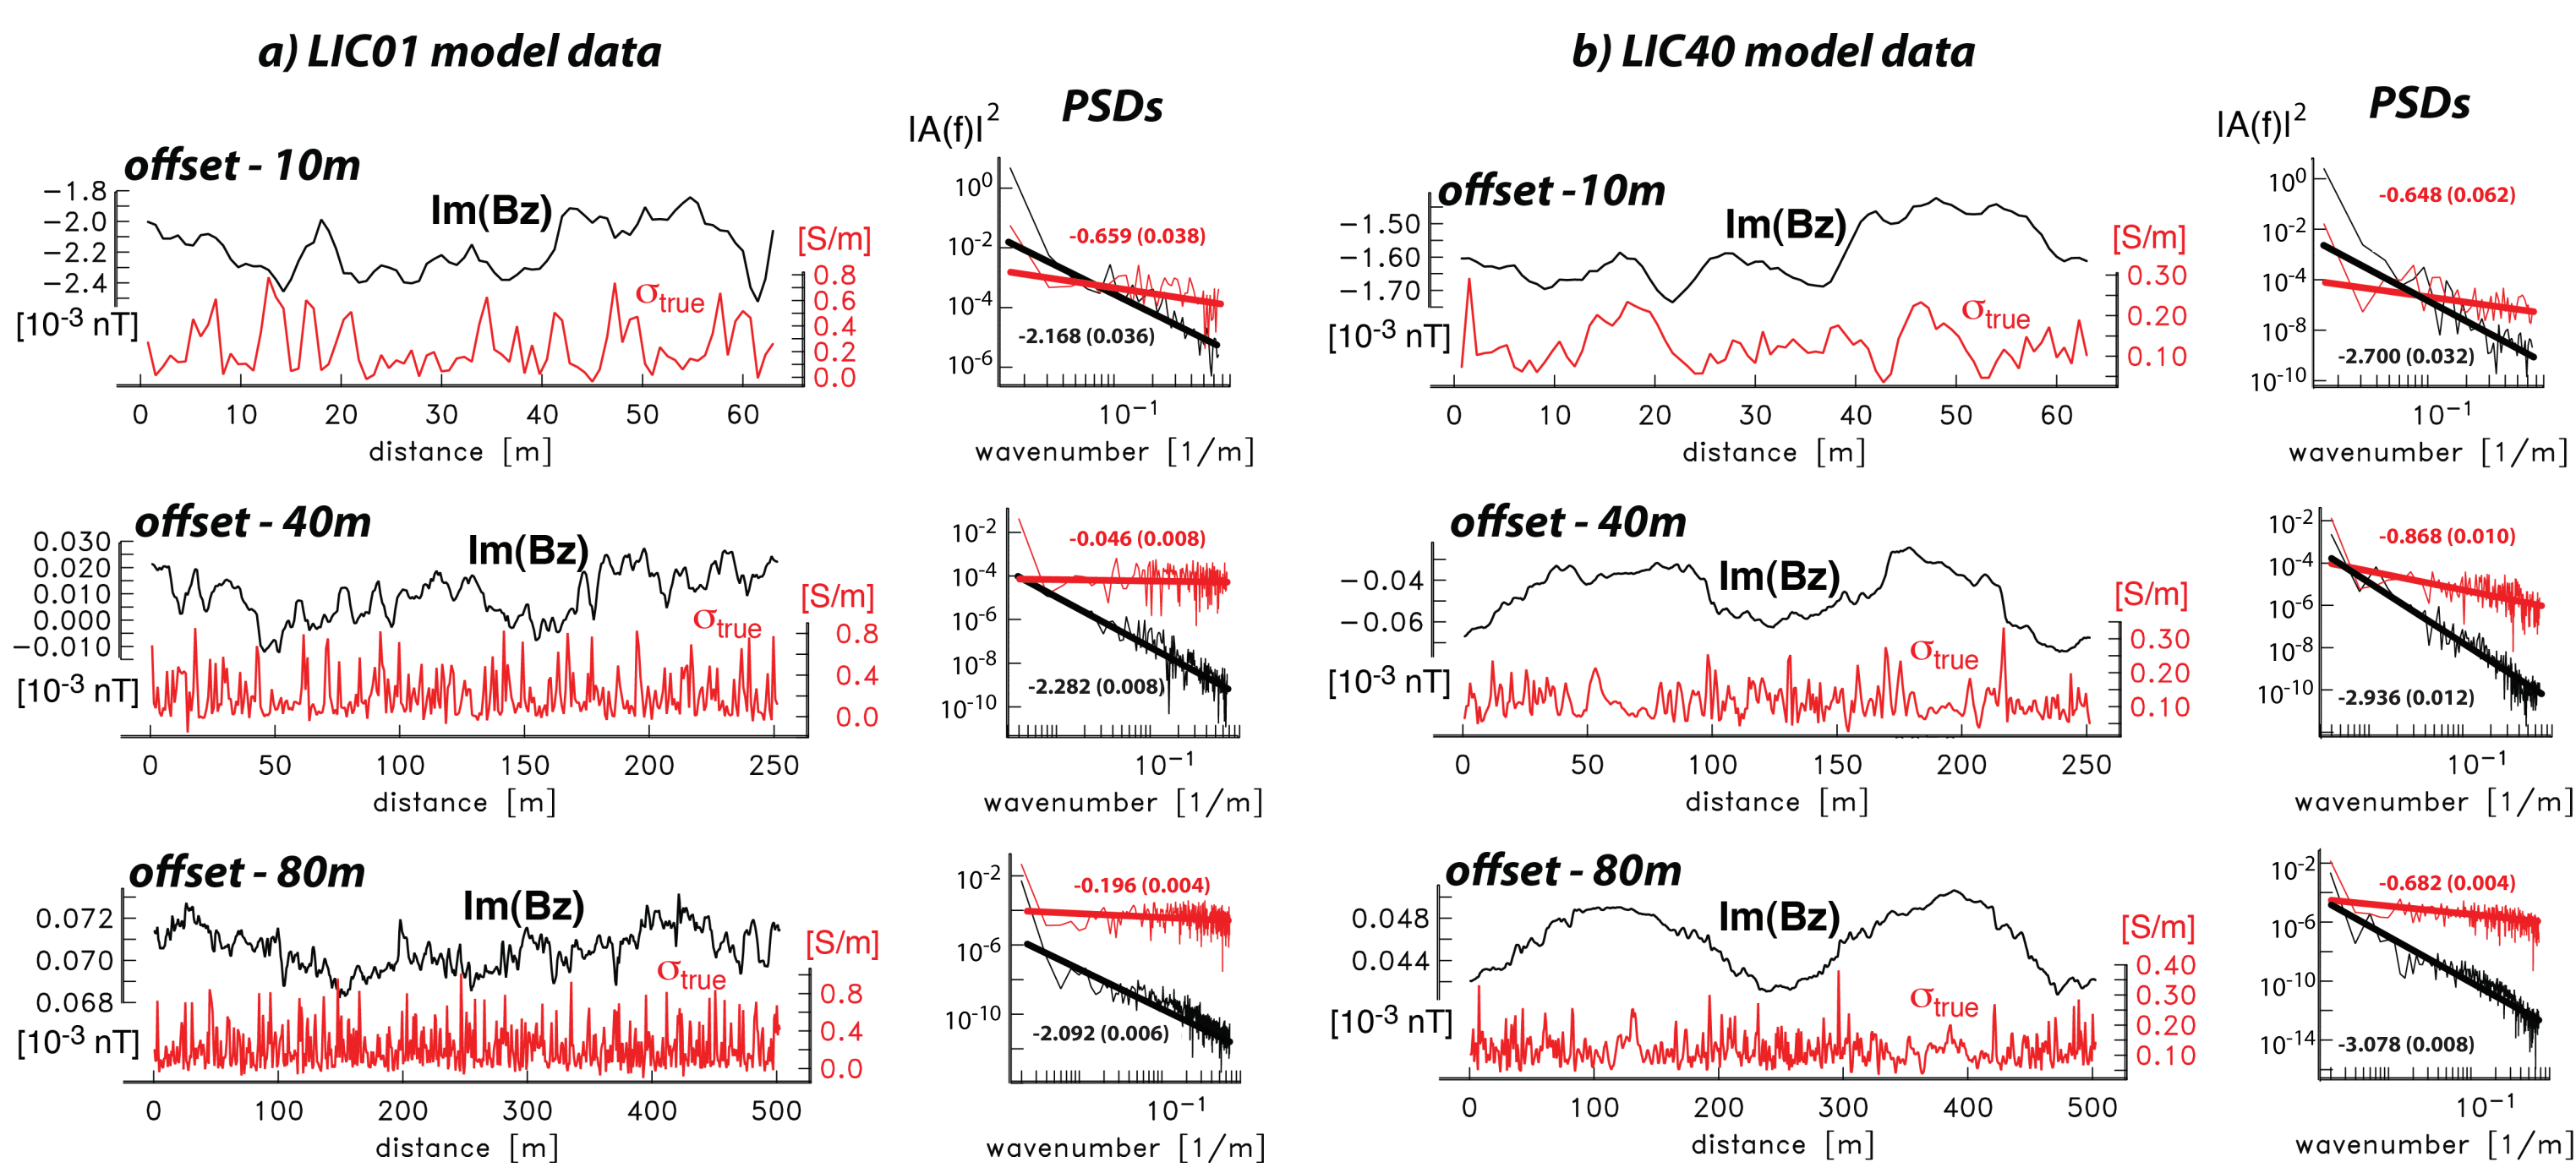 a) LIC01 model data
b) LIC40 model data
PSDs
|A(f)|²
offset - 10m
−1.8
−2.0
−2.2
−2.4
[10⁻³ nT]
Im(Bz)
σtrue
[S/m]
0.8
0.6
0.4
0.2
0.0
0 10 20 30 40 50 60
distance [m]
10⁰
10⁻²
10⁻⁴
10⁻⁶
-0.659 (0.038)
-2.168 (0.036)
10⁻¹
wavenumber [1/m]
PSDs
|A(f)|²
offset -10m
−1.50
−1.60
−1.70
[10⁻³ nT]
Im(Bz)
σtrue
[S/m]
0.30
0.20
0.10
0 10 20 30 40 50 60
distance [m]
10⁰
10⁻²
10⁻⁴
10⁻⁸
10⁻¹⁰
-0.648 (0.062)
-2.700 (0.032)
10⁻¹
wavenumber [1/m]
offset - 40m
0.030
0.020
0.010
0.000
−0.010
[10⁻³ nT]
Im(Bz)
σtrue
[S/m]
0.8
0.4
0.0
0 50 100 150 200 250
distance [m]
10⁻²
10⁻⁴
10⁻⁶
10⁻⁸
10⁻¹⁰
-0.046 (0.008)
-2.282 (0.008)
10⁻¹
wavenumber [1/m]
offset - 40m
−0.04
−0.06
[10⁻³ nT]
Im(Bz)
σtrue
[S/m]
0.30
0.20
0.10
0 50 100 150 200 250
distance [m]
10⁻²
10⁻⁴
10⁻⁶
10⁻⁸
10⁻¹⁰
-0.868 (0.010)
-2.936 (0.012)
10⁻¹
wavenumber [1/m]
offset - 80m
0.072
0.070
0.068
[10⁻³ nT]
Im(Bz)
σtrue
[S/m]
0.8
0.4
0.0
0 100 200 300 400 500
distance [m]
10⁻²
10⁻⁶
10⁻¹⁰
-0.196 (0.004)
-2.092 (0.006)
10⁻¹
wavenumber [1/m]
offset - 80m
0.048
0.044
[10⁻³ nT]
Im(Bz)
σtrue
[S/m]
0.40
0.30
0.20
0.10
0 100 200 300 400 500
distance [m]
10⁻²
10⁻⁶
10⁻¹⁰
10⁻¹⁴
-0.682 (0.004)
-3.078 (0.008)
10⁻¹
wavenumber [1/m]